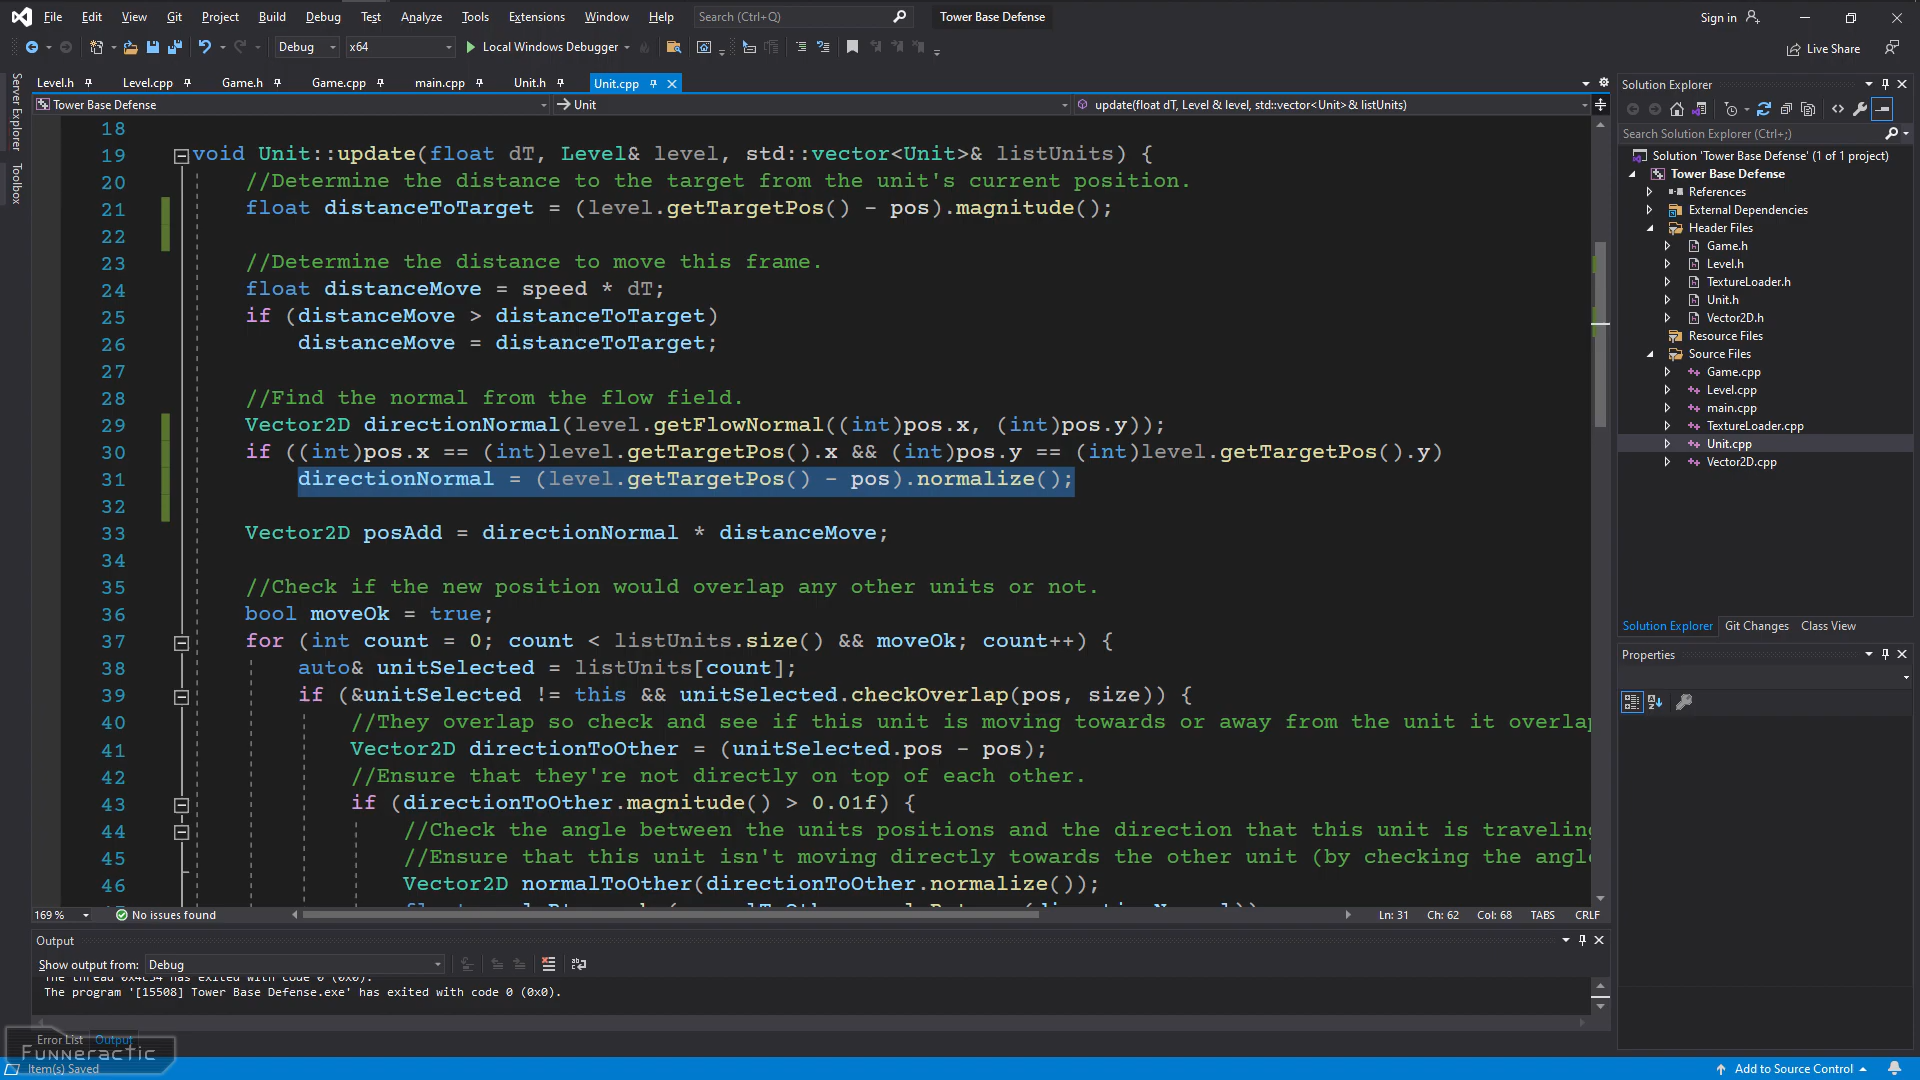 File Edit View Git Project Build Debug Test Analyze Tools Extensions Window Help Search (Ctrl+Q) Tower Base Defense Sign in
Debug x64 Local Windows Debugger Live Share
Server Explorer
Toolbox
Level.h Level.cpp Game.h Game.cpp main.cpp Unit.h Unit.cpp
Tower Base Defense Unit update(float dT, Level & level, std::vector<Unit> & listUnits)
18
19 void Unit::update(float dT, Level& level, std::vector<Unit>& listUnits) {
20 //Determine the distance to the target from the unit's current position.
21 float distanceToTarget = (level.getTargetPos() - pos).magnitude();
22
23 //Determine the distance to move this frame.
24 float distanceMove = speed * dT;
25 if (distanceMove > distanceToTarget)
26 distanceMove = distanceToTarget;
27
28 //Find the normal from the flow field.
29 Vector2D directionNormal(level.getFlowNormal((int)pos.x, (int)pos.y));
30 if ((int)pos.x == (int)level.getTargetPos().x && (int)pos.y == (int)level.getTargetPos().y)
31 directionNormal = (level.getTargetPos() - pos).normalize();
32
33 Vector2D posAdd = directionNormal * distanceMove;
34
35 //Check if the new position would overlap any other units or not.
36 bool moveOk = true;
37 for (int count = 0; count < listUnits.size() && moveOk; count++) {
38 auto& unitSelected = listUnits[count];
39 if (&unitSelected != this && unitSelected.checkOverlap(pos, size)) {
40 //They overlap so check and see if this unit is moving towards or away from the unit it overlap
41 Vector2D directionToOther = (unitSelected.pos - pos);
42 //Ensure that they're not directly on top of each other.
43 if (directionToOther.magnitude() > 0.01f) {
44 //Check the angle between the units positions and the direction that this unit is traveling
45 //Ensure that this unit isn't moving directly towards the other unit (by checking the angle
46 Vector2D normalToOther(directionToOther.normalize());
169 % No issues found Ln: 31 Ch: 62 Col: 68 TABS CRLF
Output
Show output from: Debug
The thread 0x4c54 has exited with code 0 (0x0).
The program '[15508] Tower Base Defense.exe' has exited with code 0 (0x0).
Error List Output
Funneractic
Item(s) Saved
Add to Source Control
Solution Explorer
Search Solution Explorer (Ctrl+;)
Solution 'Tower Base Defense' (1 of 1 project)
Tower Base Defense
References
External Dependencies
Header Files
Game.h
Level.h
TextureLoader.h
Unit.h
Vector2D.h
Resource Files
Source Files
Game.cpp
Level.cpp
main.cpp
TextureLoader.cpp
Unit.cpp
Vector2D.cpp
Solution Explorer Git Changes Class View
Properties